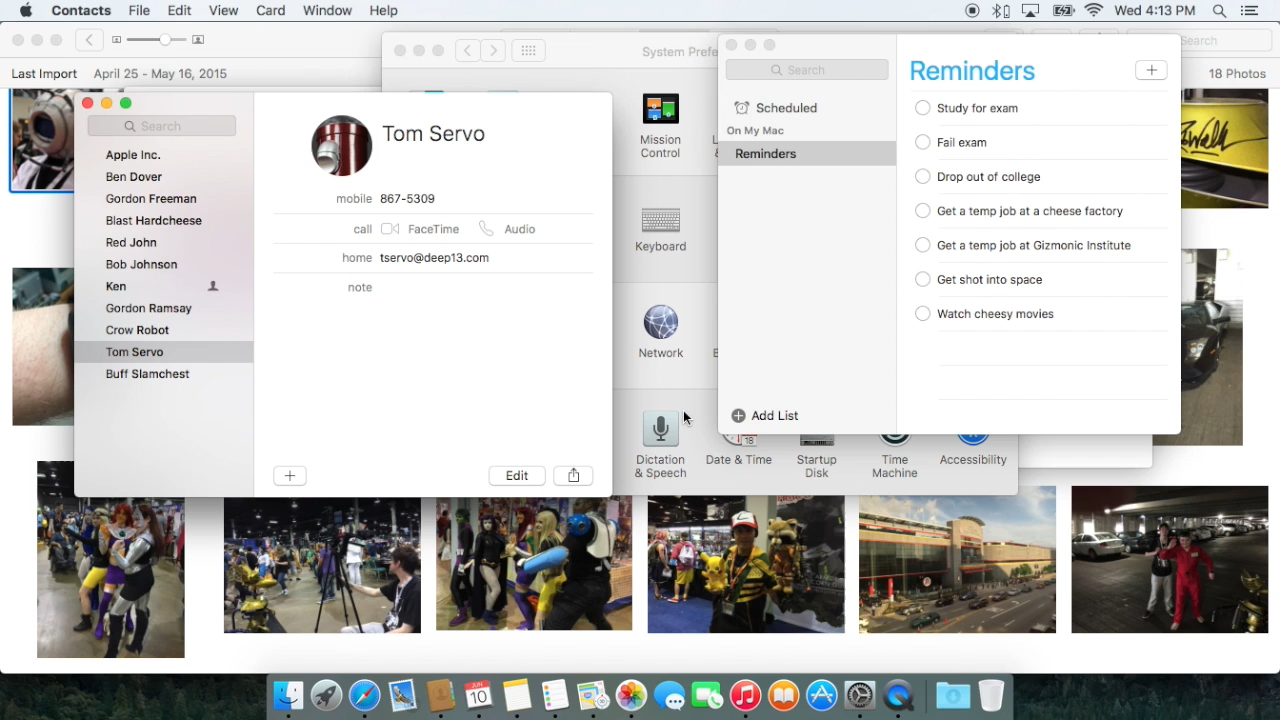 Contacts File Edit View Card Window Help Wed 4:13 PM
Search
Last Import April 25 - May 16, 2015 18 Photos
System Prefe
Mission
Control
Keyboard
Network
Dictation
& Speech
Date & Time
18
Startup
Disk
Time
Machine
Accessibility
Search
Apple Inc.
Ben Dover
Gordon Freeman
Blast Hardcheese
Red John
Bob Johnson
Ken
Gordon Ramsay
Crow Robot
Tom Servo
Buff Slamchest
Tom Servo
mobile 867-5309
call FaceTime Audio
home tservo@deep13.com
note
+
Edit
Search
Scheduled
On My Mac
Reminders
Add List
Reminders
+
Study for exam
Fail exam
Drop out of college
Get a temp job at a cheese factory
Get a temp job at Gizmonic Institute
Get shot into space
Watch cheesy movies
JUN
10